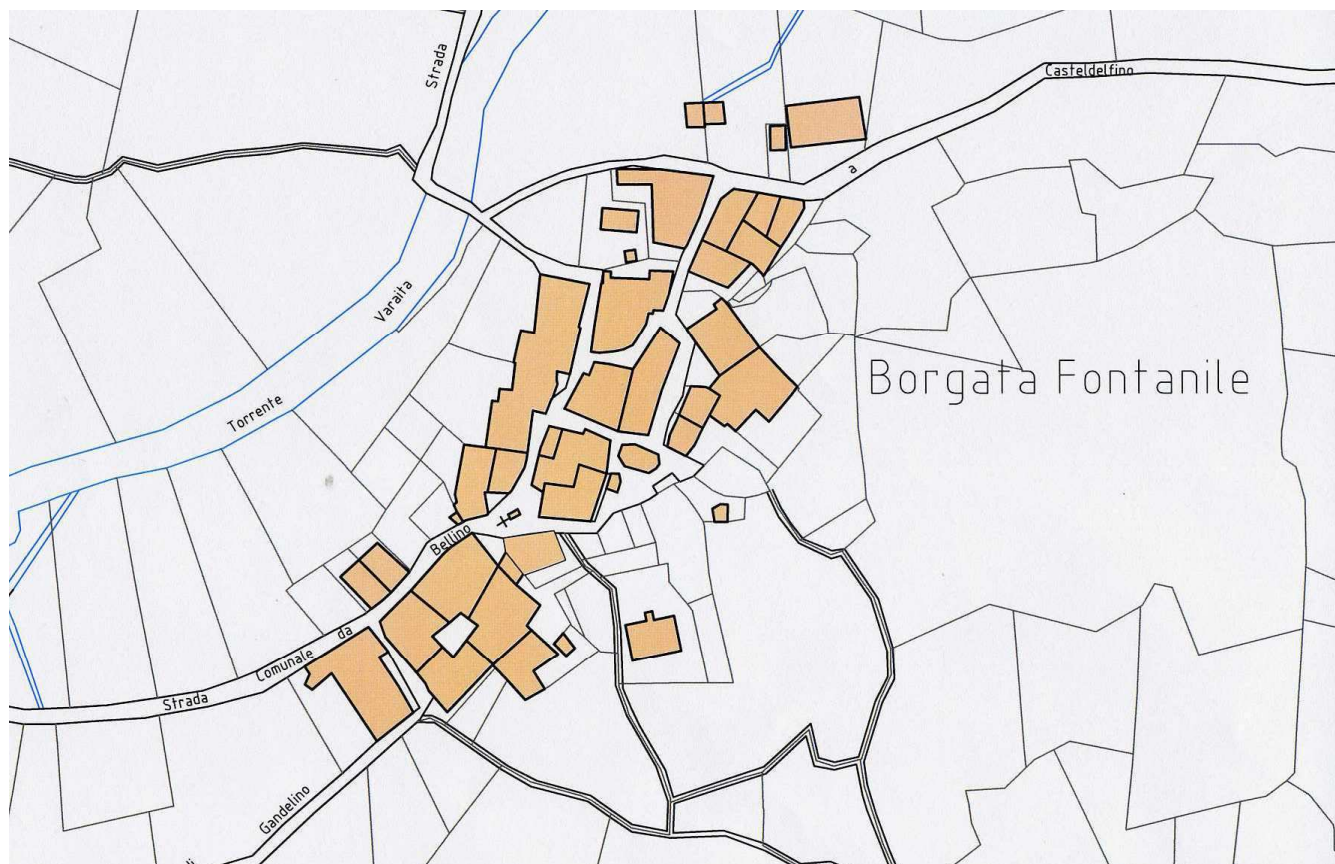 Strada
Casteldelfino
a
Varaita
Borgata Fontanile
Torrente
Bellino
da
Comunale
Strada
Gandelino